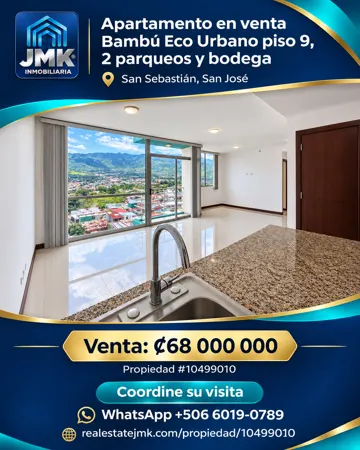 JMK
INMOBILIARIA
Apartamento en venta
Bambú Eco Urbano piso 9,
2 parqueos y bodega
San Sebastián, San José
Venta: ₡68 000 000
Propiedad #10499010
Coordine su visita
WhatsApp +506 6019-0789
realestatejmk.com/propiedad/10499010